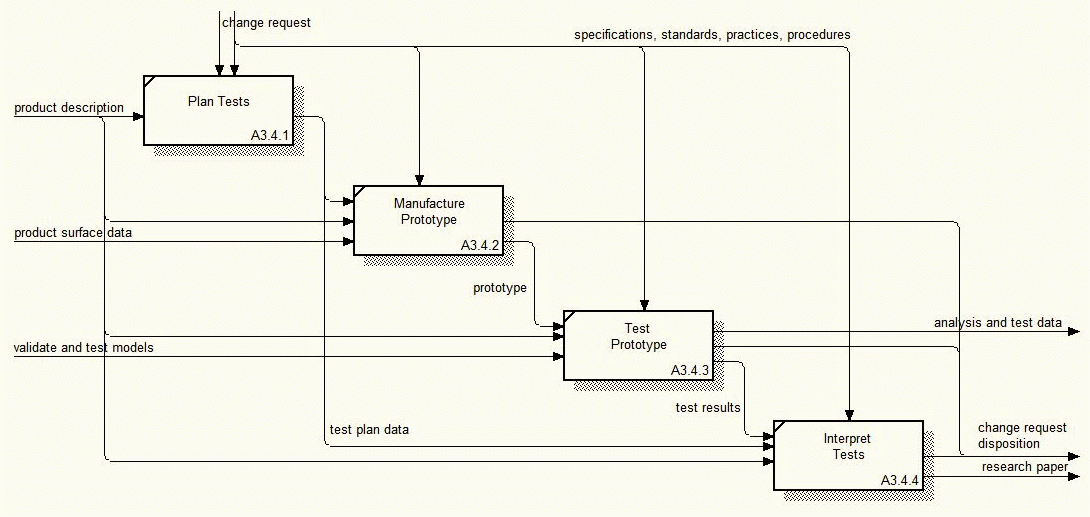 change request
specifications, standards, practices, procedures
Plan Tests
product description
A3.4.1
Manufacture
Prototype
product surface data
A3.4.2
prototype
analysis and test data
Test
Prototype
validate and test models
A3.4.3
test results
test plan data
change request
disposition
Interpret
Tests
research paper
A3.4.4